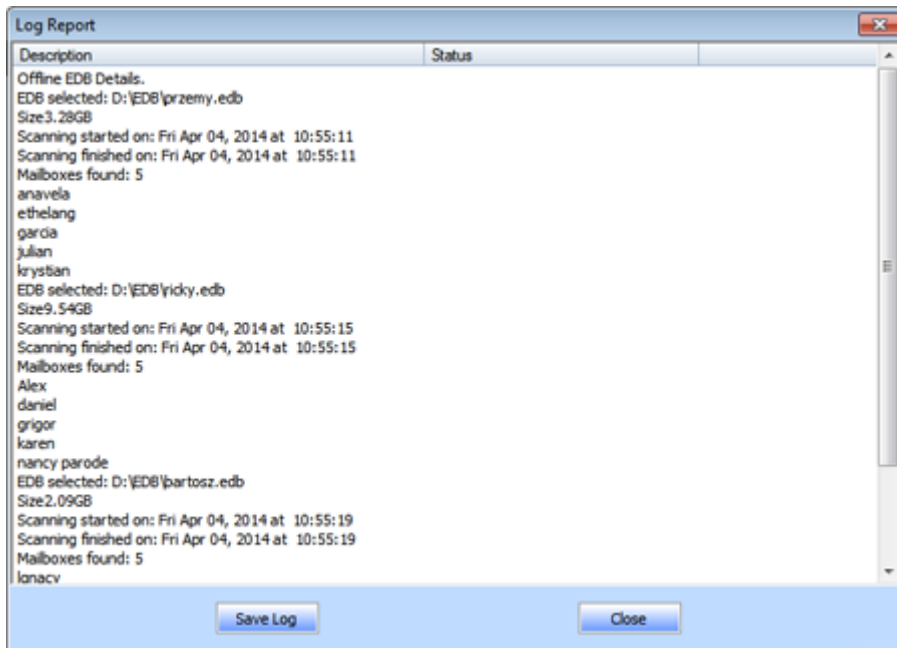 Log Report
Description Status
Offline EDB Details.
EDB selected: D:\EDB\przemy.edb
Size3.28GB
Scanning started on: Fri Apr 04, 2014 at 10:55:11
Scanning finished on: Fri Apr 04, 2014 at 10:55:11
Mailboxes found: 5
anavela
ethelang
garcia
julian
krystian
EDB selected: D:\EDB\ricky.edb
Size9.54GB
Scanning started on: Fri Apr 04, 2014 at 10:55:15
Scanning finished on: Fri Apr 04, 2014 at 10:55:15
Mailboxes found: 5
Alex
daniel
grigor
karen
nancy parode
EDB selected: D:\EDB\bartosz.edb
Size2.09GB
Scanning started on: Fri Apr 04, 2014 at 10:55:19
Scanning finished on: Fri Apr 04, 2014 at 10:55:19
Mailboxes found: 5
Ignacy
Save Log Close